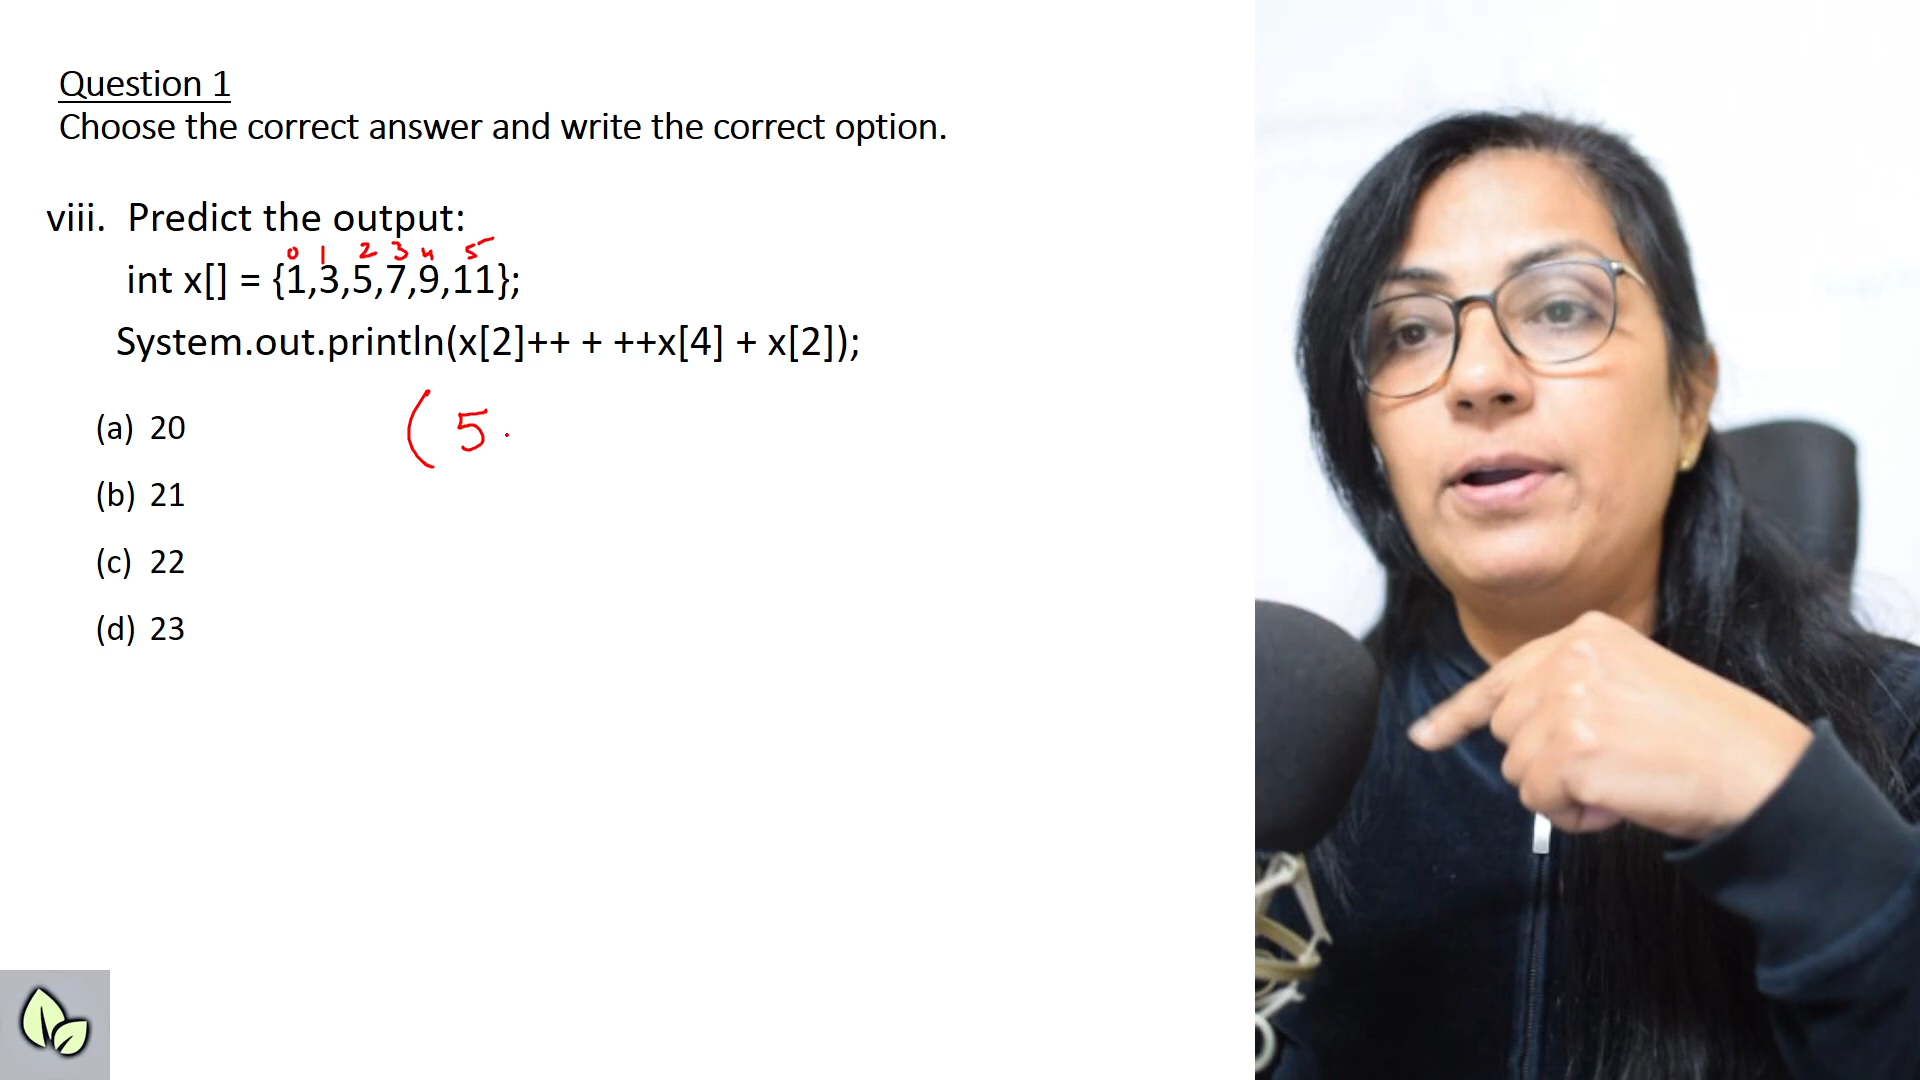 Question 1
Choose the correct answer and write the correct option.
viii. Predict the output:
0 1 2 3 4 5
int x[] = {1,3,5,7,9,11};
System.out.println(x[2]++ + ++x[4] + x[2]);
(a) 20
( 5 .
(b) 21
(c) 22
(d) 23